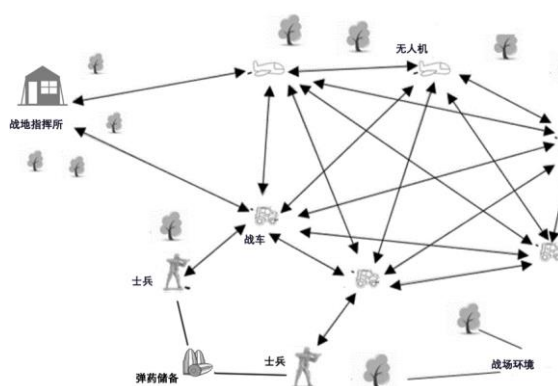 无人机
战地指挥所
战车
士兵
士兵
弹药储备
战场环境